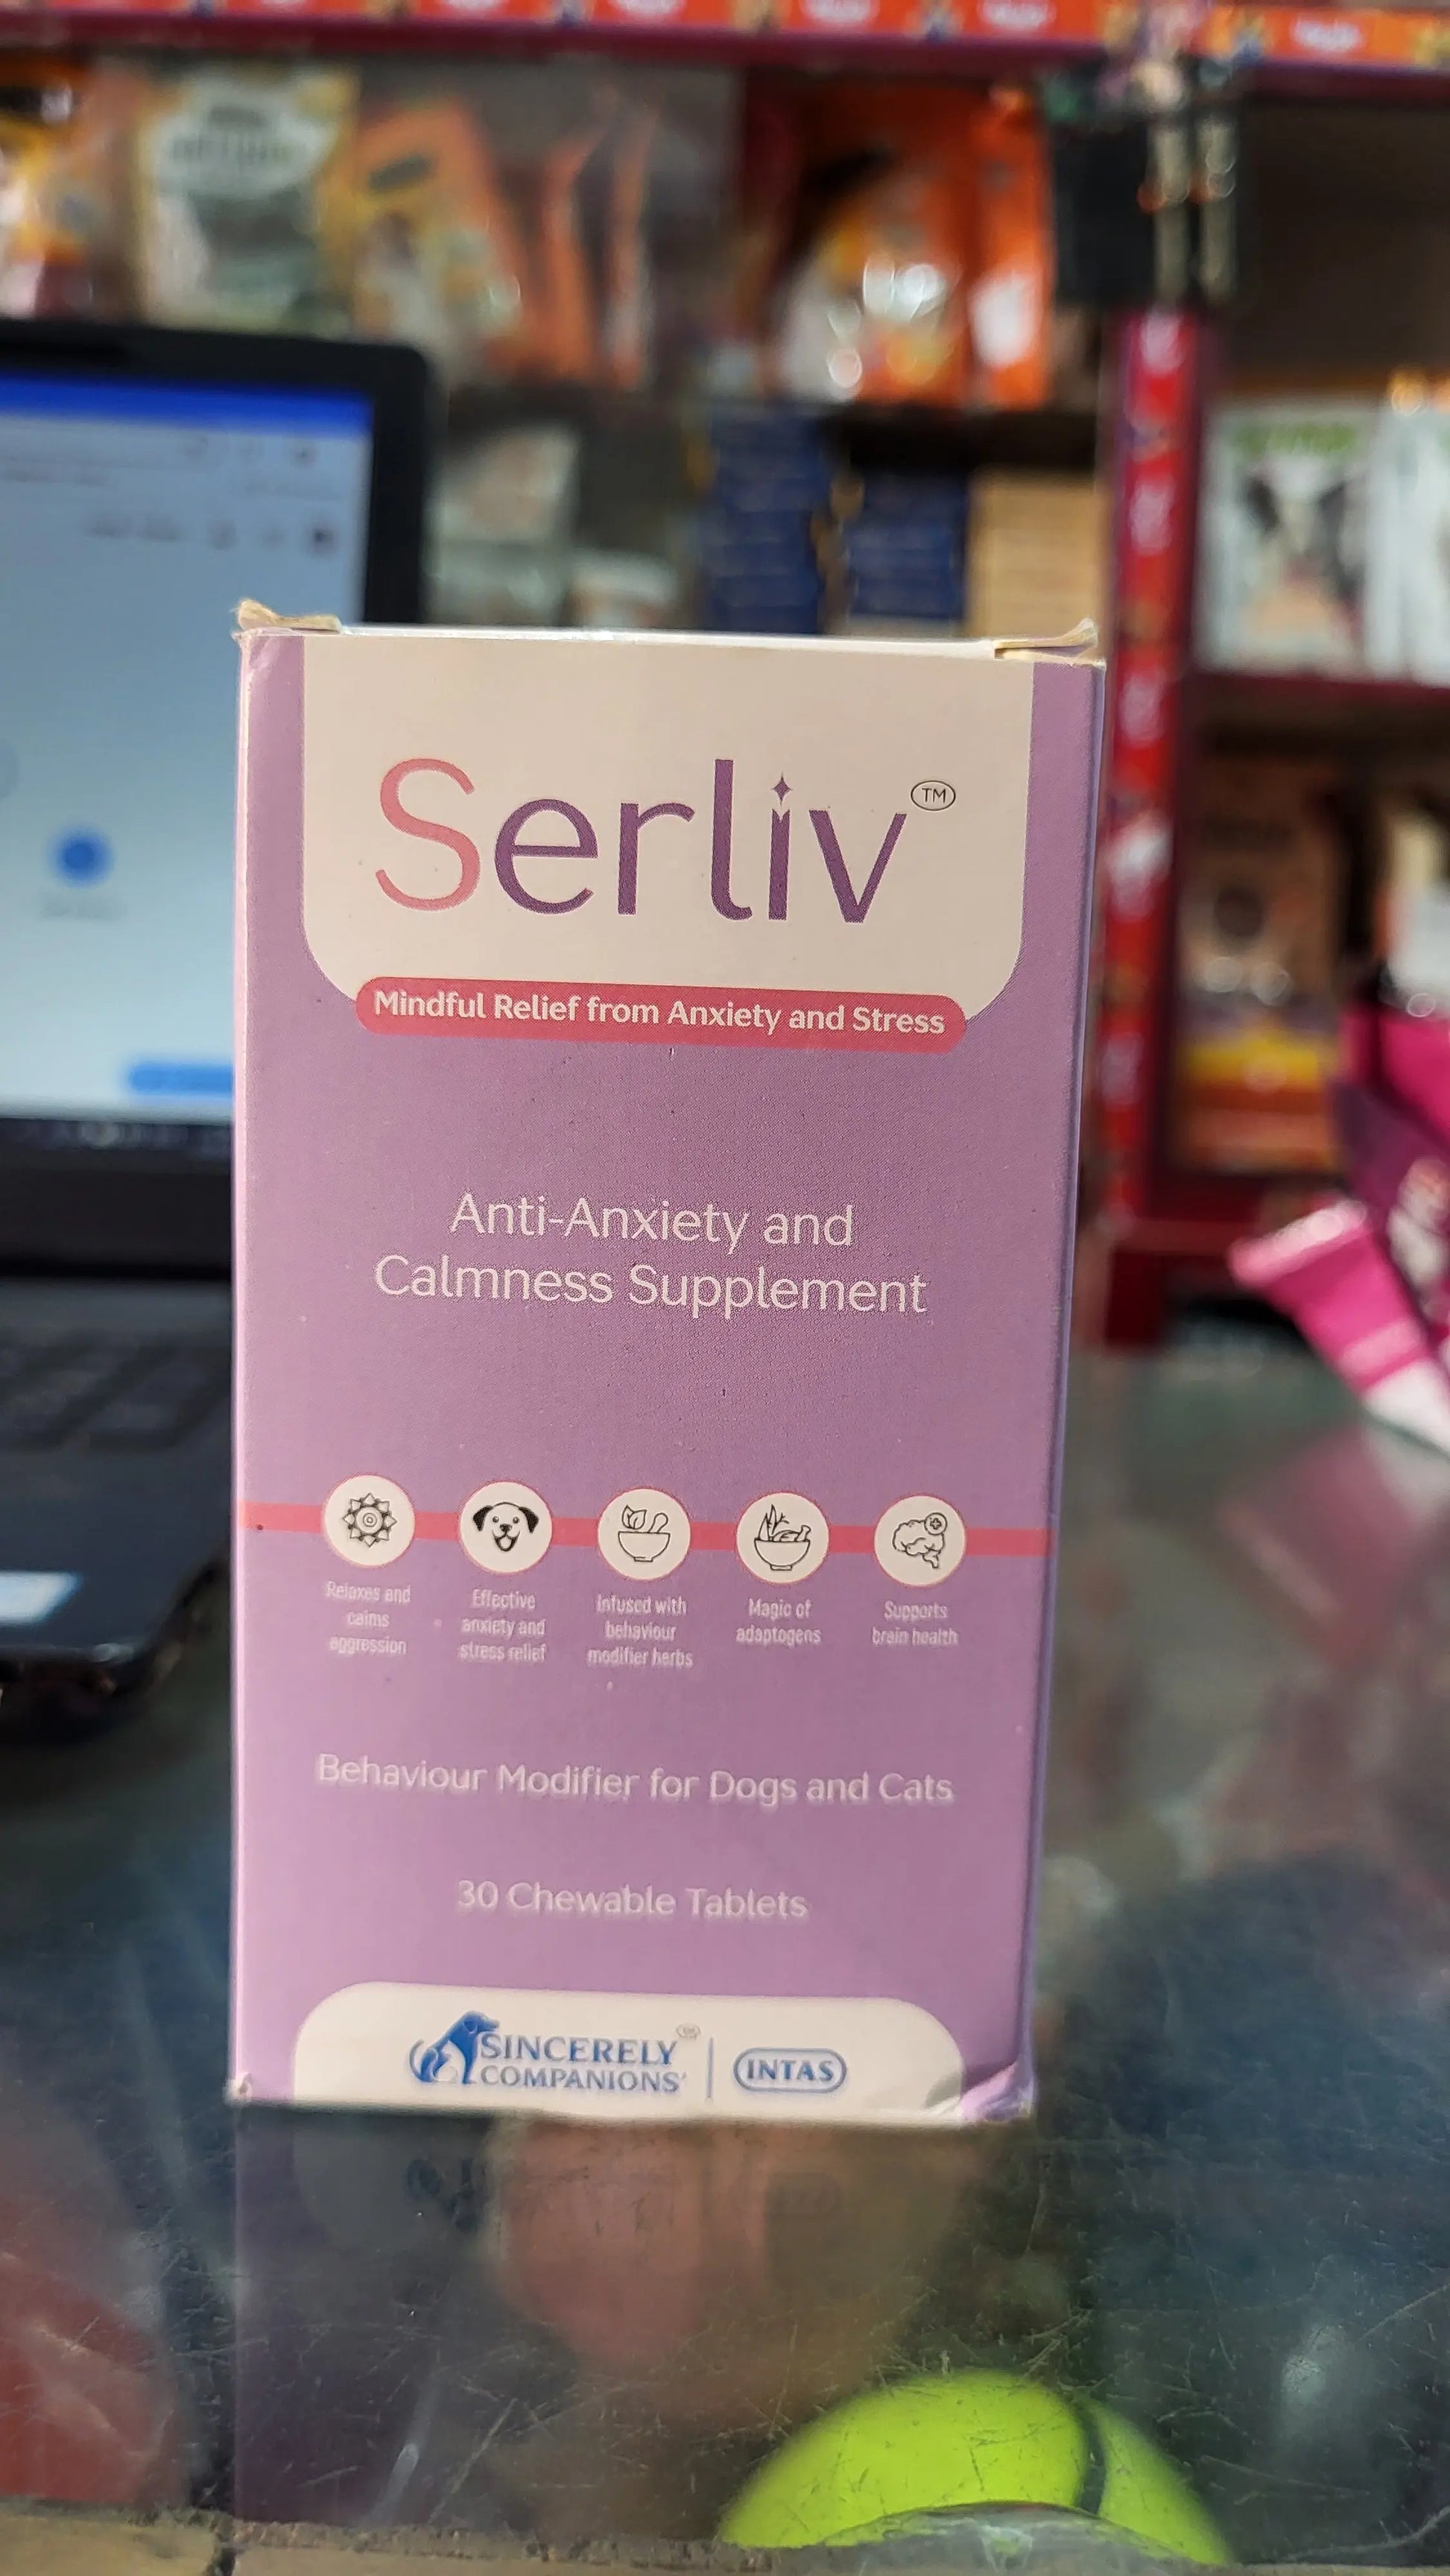 Serliv™
Mindful Relief from Anxiety and Stress
Anti-Anxiety and
Calmness Supplement
Relaxes and
calms
aggression
Effective
anxiety and
stress relief
Infused with
behaviour
modifier herbs
Magic of
adaptogens
Supports
brain health
Behaviour Modifier for Dogs and Cats
30 Chewable Tablets
SINCERELY
COMPANIONS
INTAS